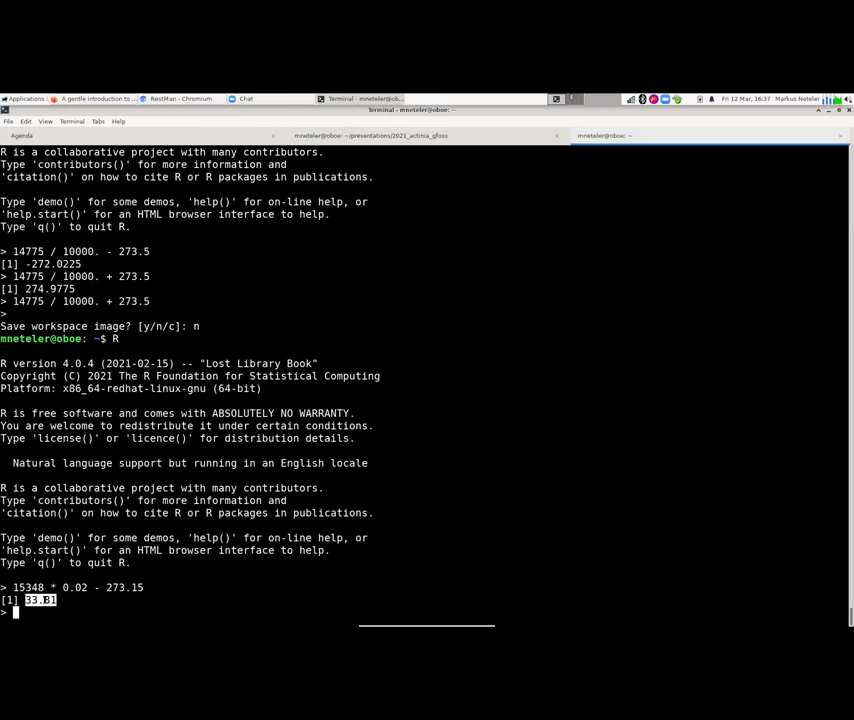 Applications
A gentle introduction to ...
RestMan - Chromium
Chat
Terminal - mneteler@ob...
Fri 12 Mar, 16:37
Markus Neteler
Terminal - mneteler@oboe: ~
File Edit View Terminal Tabs Help
Agenda
mneteler@oboe: ~/presentations/2021_actinia_gfoss
mneteler@oboe: ~
R is a collaborative project with many contributors.
Type 'contributors()' for more information and
'citation()' on how to cite R or R packages in publications.
Type 'demo()' for some demos, 'help()' for on-line help, or
'help.start()' for an HTML browser interface to help.
Type 'q()' to quit R.
> 14775 / 10000. - 273.5
[1] -272.0225
> 14775 / 10000. + 273.5
[1] 274.9775
> 14775 / 10000. + 273.5
>
Save workspace image? [y/n/c]: n
mneteler@oboe: ~$ R
R version 4.0.4 (2021-02-15) -- "Lost Library Book"
Copyright (C) 2021 The R Foundation for Statistical Computing
Platform: x86_64-redhat-linux-gnu (64-bit)
R is free software and comes with ABSOLUTELY NO WARRANTY.
You are welcome to redistribute it under certain conditions.
Type 'license()' or 'licence()' for distribution details.
Natural language support but running in an English locale
R is a collaborative project with many contributors.
Type 'contributors()' for more information and
'citation()' on how to cite R or R packages in publications.
Type 'demo()' for some demos, 'help()' for on-line help, or
'help.start()' for an HTML browser interface to help.
Type 'q()' to quit R.
> 15348 * 0.02 - 273.15
[1] 33.81
>